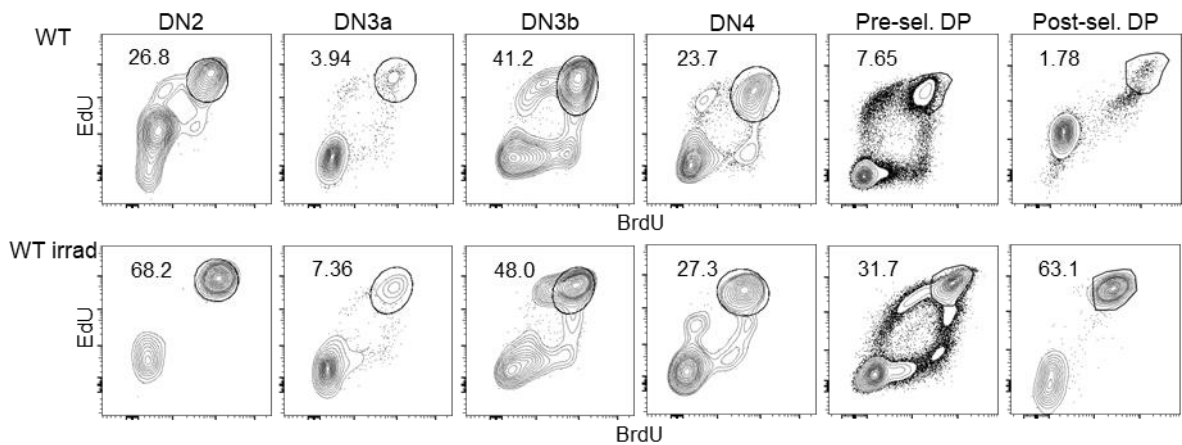 DN2 DN3a DN3b DN4 Pre-sel. DP Post-sel. DP
WT
26.8 3.94 41.2 23.7 7.65 1.78
EdU
BrdU
WT irrad
68.2 7.36 48.0 27.3 31.7 63.1
EdU
BrdU